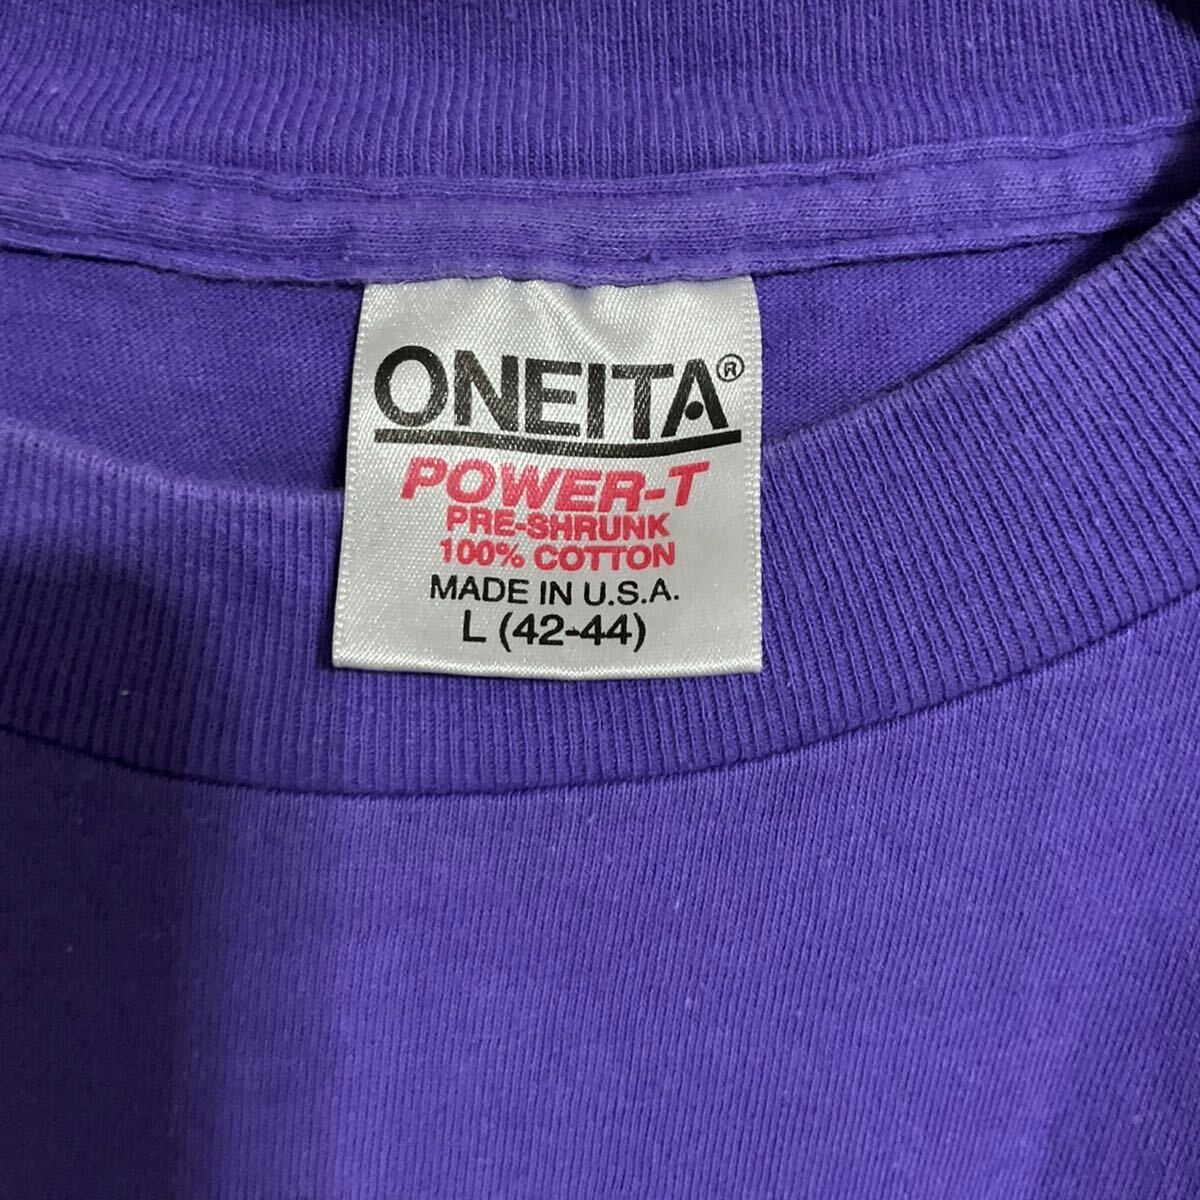 ONEITA®
POWER-T
PRE-SHRUNK
100% COTTON
MADE IN U.S.A.
L (42-44)